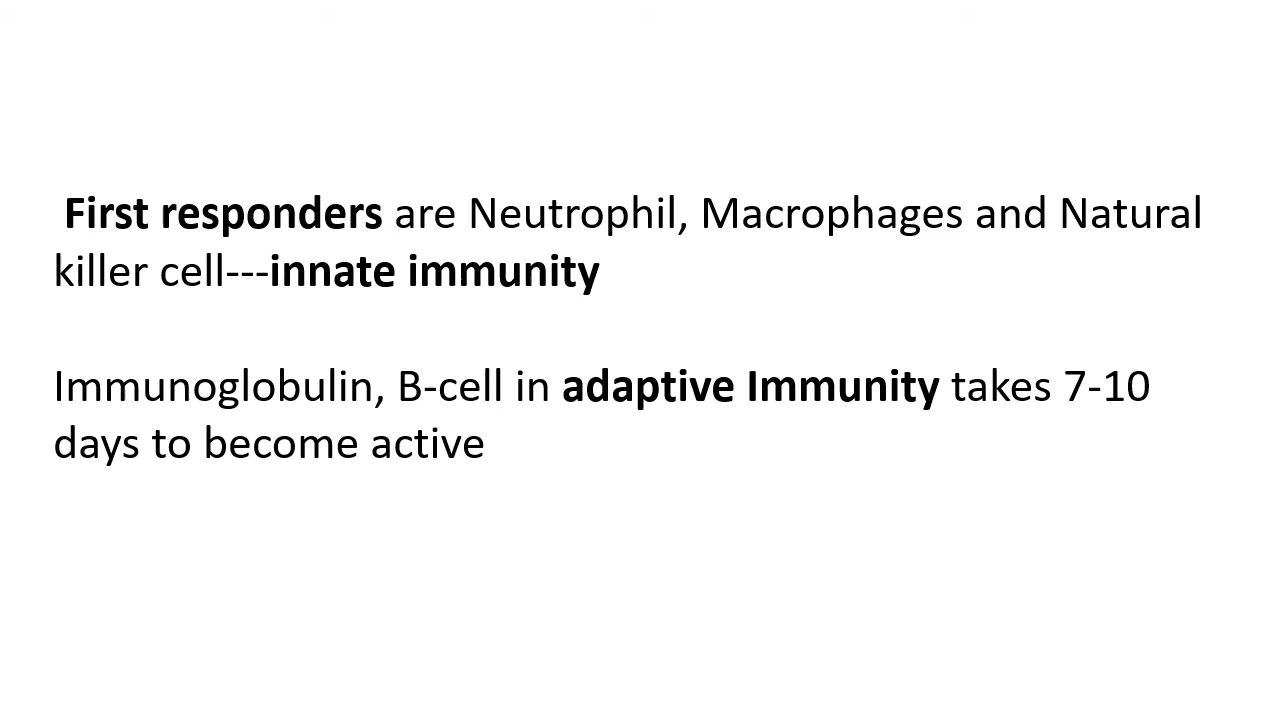 First responders are Neutrophil, Macrophages and Natural
killer cell---innate immunity
Immunoglobulin, B-cell in adaptive Immunity takes 7-10
days to become active